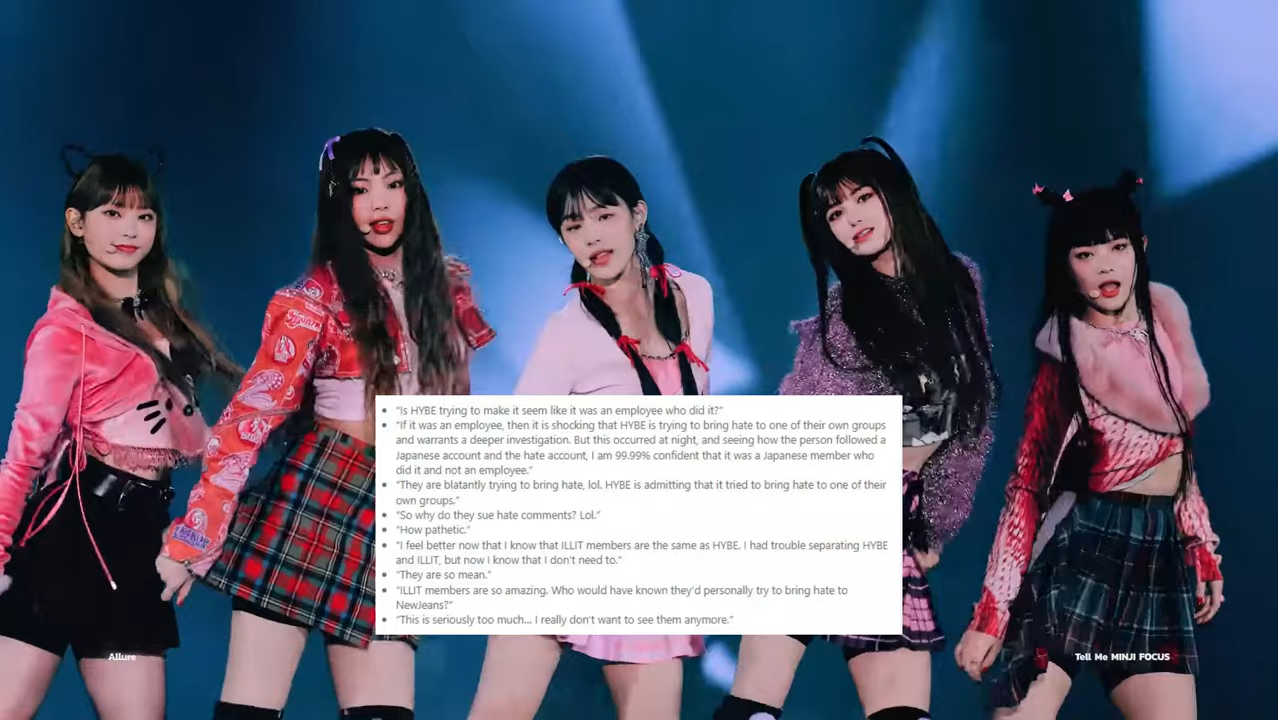 "Is HYBE trying to make it seem like it was an employee who did it?"
"If it was an employee, then it is shocking that HYBE is trying to bring hate to one of their own groups
and warrants a deeper investigation. But this occurred at night, and seeing how the person followed a
Japanese account and the hate account, I am 99.99% confident that it was a Japanese member who
did it and not an employee."
"They are blatantly trying to bring hate, lol. HYBE is admitting that it tried to bring hate to one of their
own groups."
"So why do they sue hate comments? Lol."
"How pathetic."
"I feel better now that I know that ILLIT members are the same as HYBE. I had trouble separating HYBE
and ILLIT, but now I know that I don't need to."
"They are so mean."
"ILLIT members are so amazing. Who would have known they'd personally try to bring hate to
NewJeans?"
"This is seriously too much... I really don't want to see them anymore."
Allure
Tell Me MINJI FOCUS